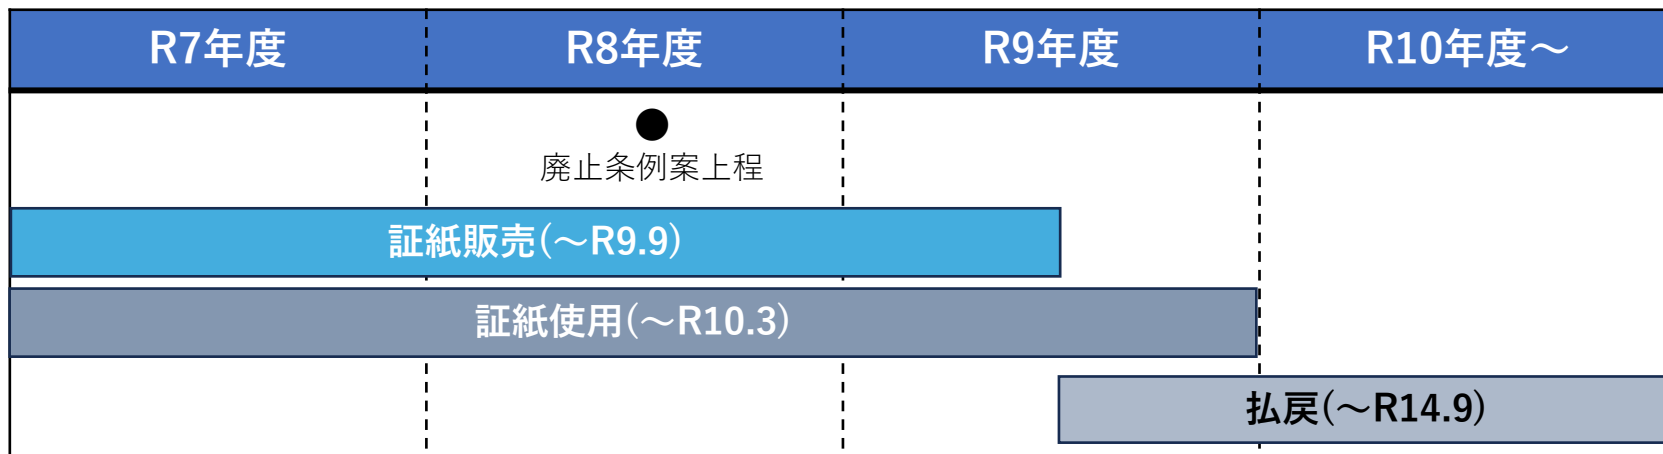 R7年度 R8年度 R9年度 R10年度～
廃止条例案上程
証紙販売(～R9.9)
証紙使用(～R10.3)
払戻(～R14.9)